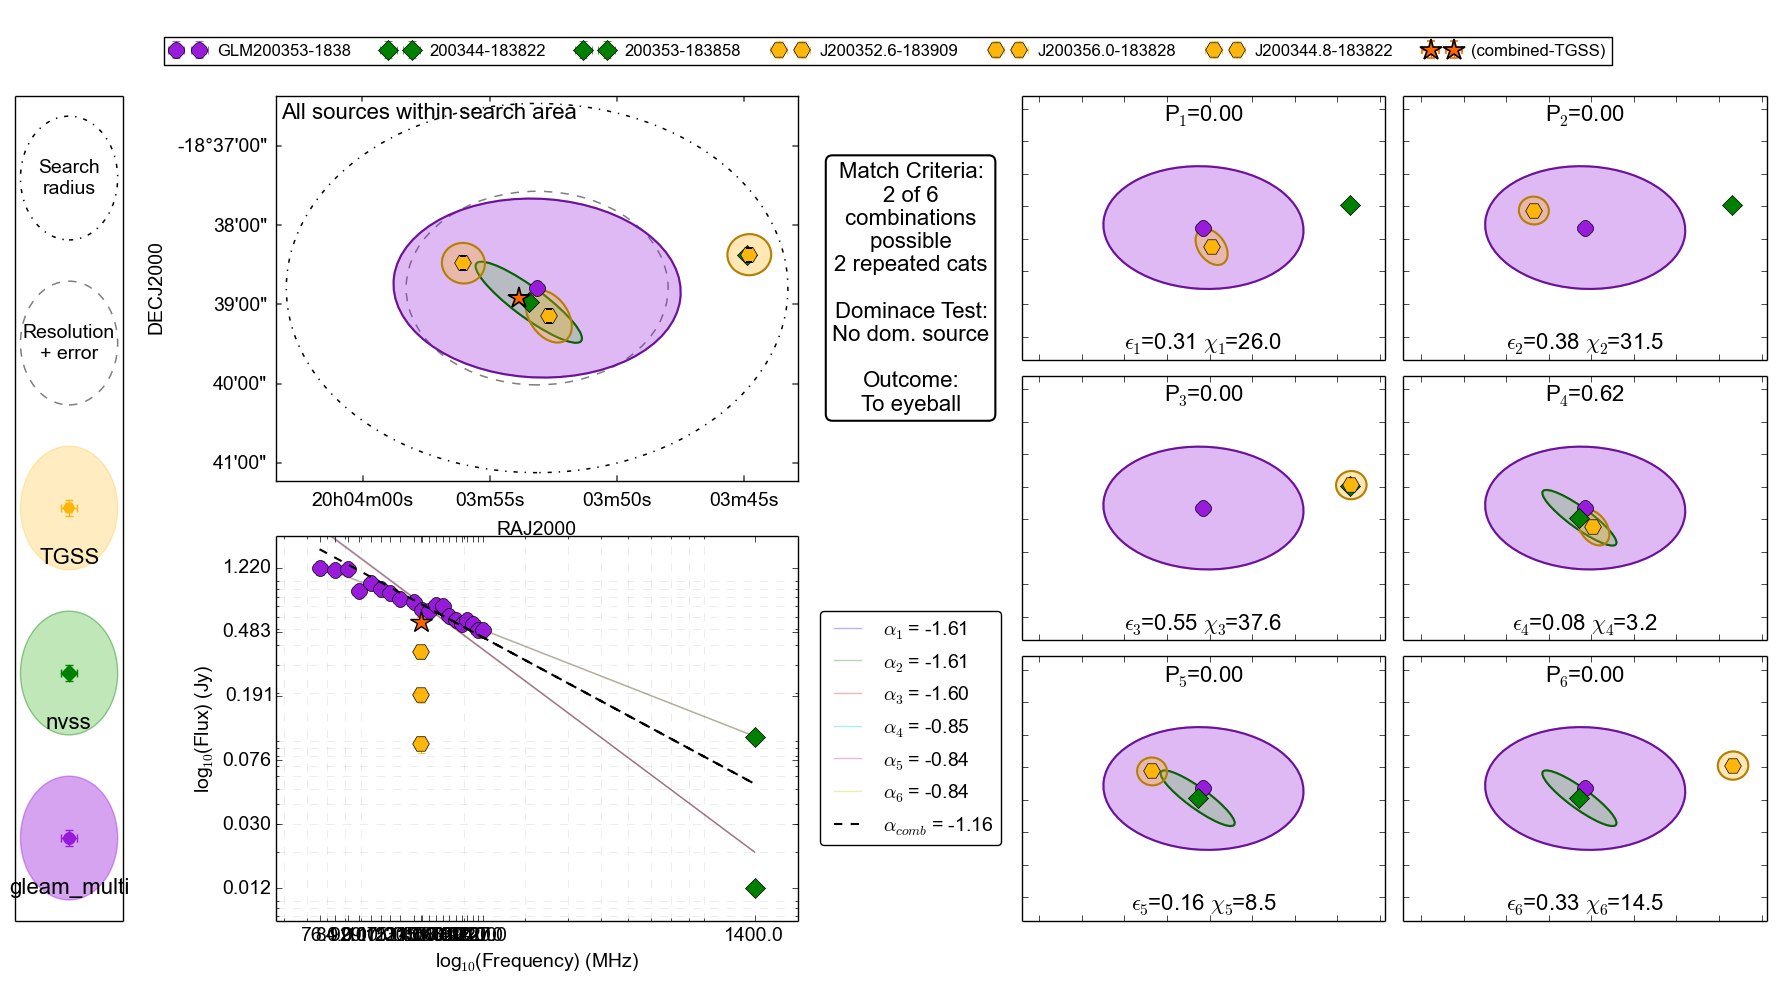 GLM200353-1838 200344-183822 200353-183858 J200352.6-183909 J200356.0-183828 J200344.8-183822 (combined-TGSS)
Search
radius
Resolution
+ error
TGSS
nvss
gleam_multi
All sources within search area
DECJ2000
-18°37'00"
38'00"
39'00"
40'00"
41'00"
20h04m00s 03m55s 03m50s 03m45s
RAJ2000
Match Criteria:
2 of 6
combinations
possible
2 repeated cats
Dominace Test:
No dom. source
Outcome:
To eyeball
log10(Flux) (Jy)
1.220
0.483
0.191
0.076
0.030
0.012
1400.0
log10(Frequency) (MHz)
α1 = -1.61
α2 = -1.61
α3 = -1.60
α4 = -0.85
α5 = -0.84
α6 = -0.84
αcomb = -1.16
P1=0.00
ϵ1=0.31 χ1=26.0
P2=0.00
ϵ2=0.38 χ2=31.5
P3=0.00
ϵ3=0.55 χ3=37.6
P4=0.62
ϵ4=0.08 χ4=3.2
P5=0.00
ϵ5=0.16 χ5=8.5
P6=0.00
ϵ6=0.33 χ6=14.5